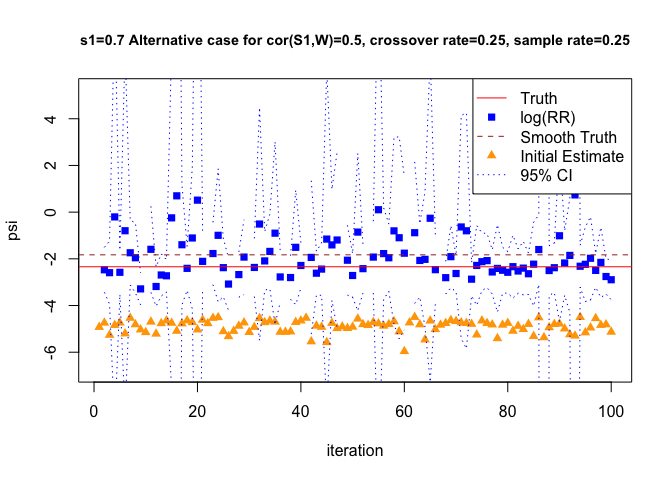 s1=0.7 Alternative case for cor(S1,W)=0.5, crossover rate=0.25, sample rate=0.25
Truth
log(RR)
Smooth Truth
Initial Estimate
95% CI
psi
4
2
0
-2
-4
-6
0 20 40 60 80 100
iteration